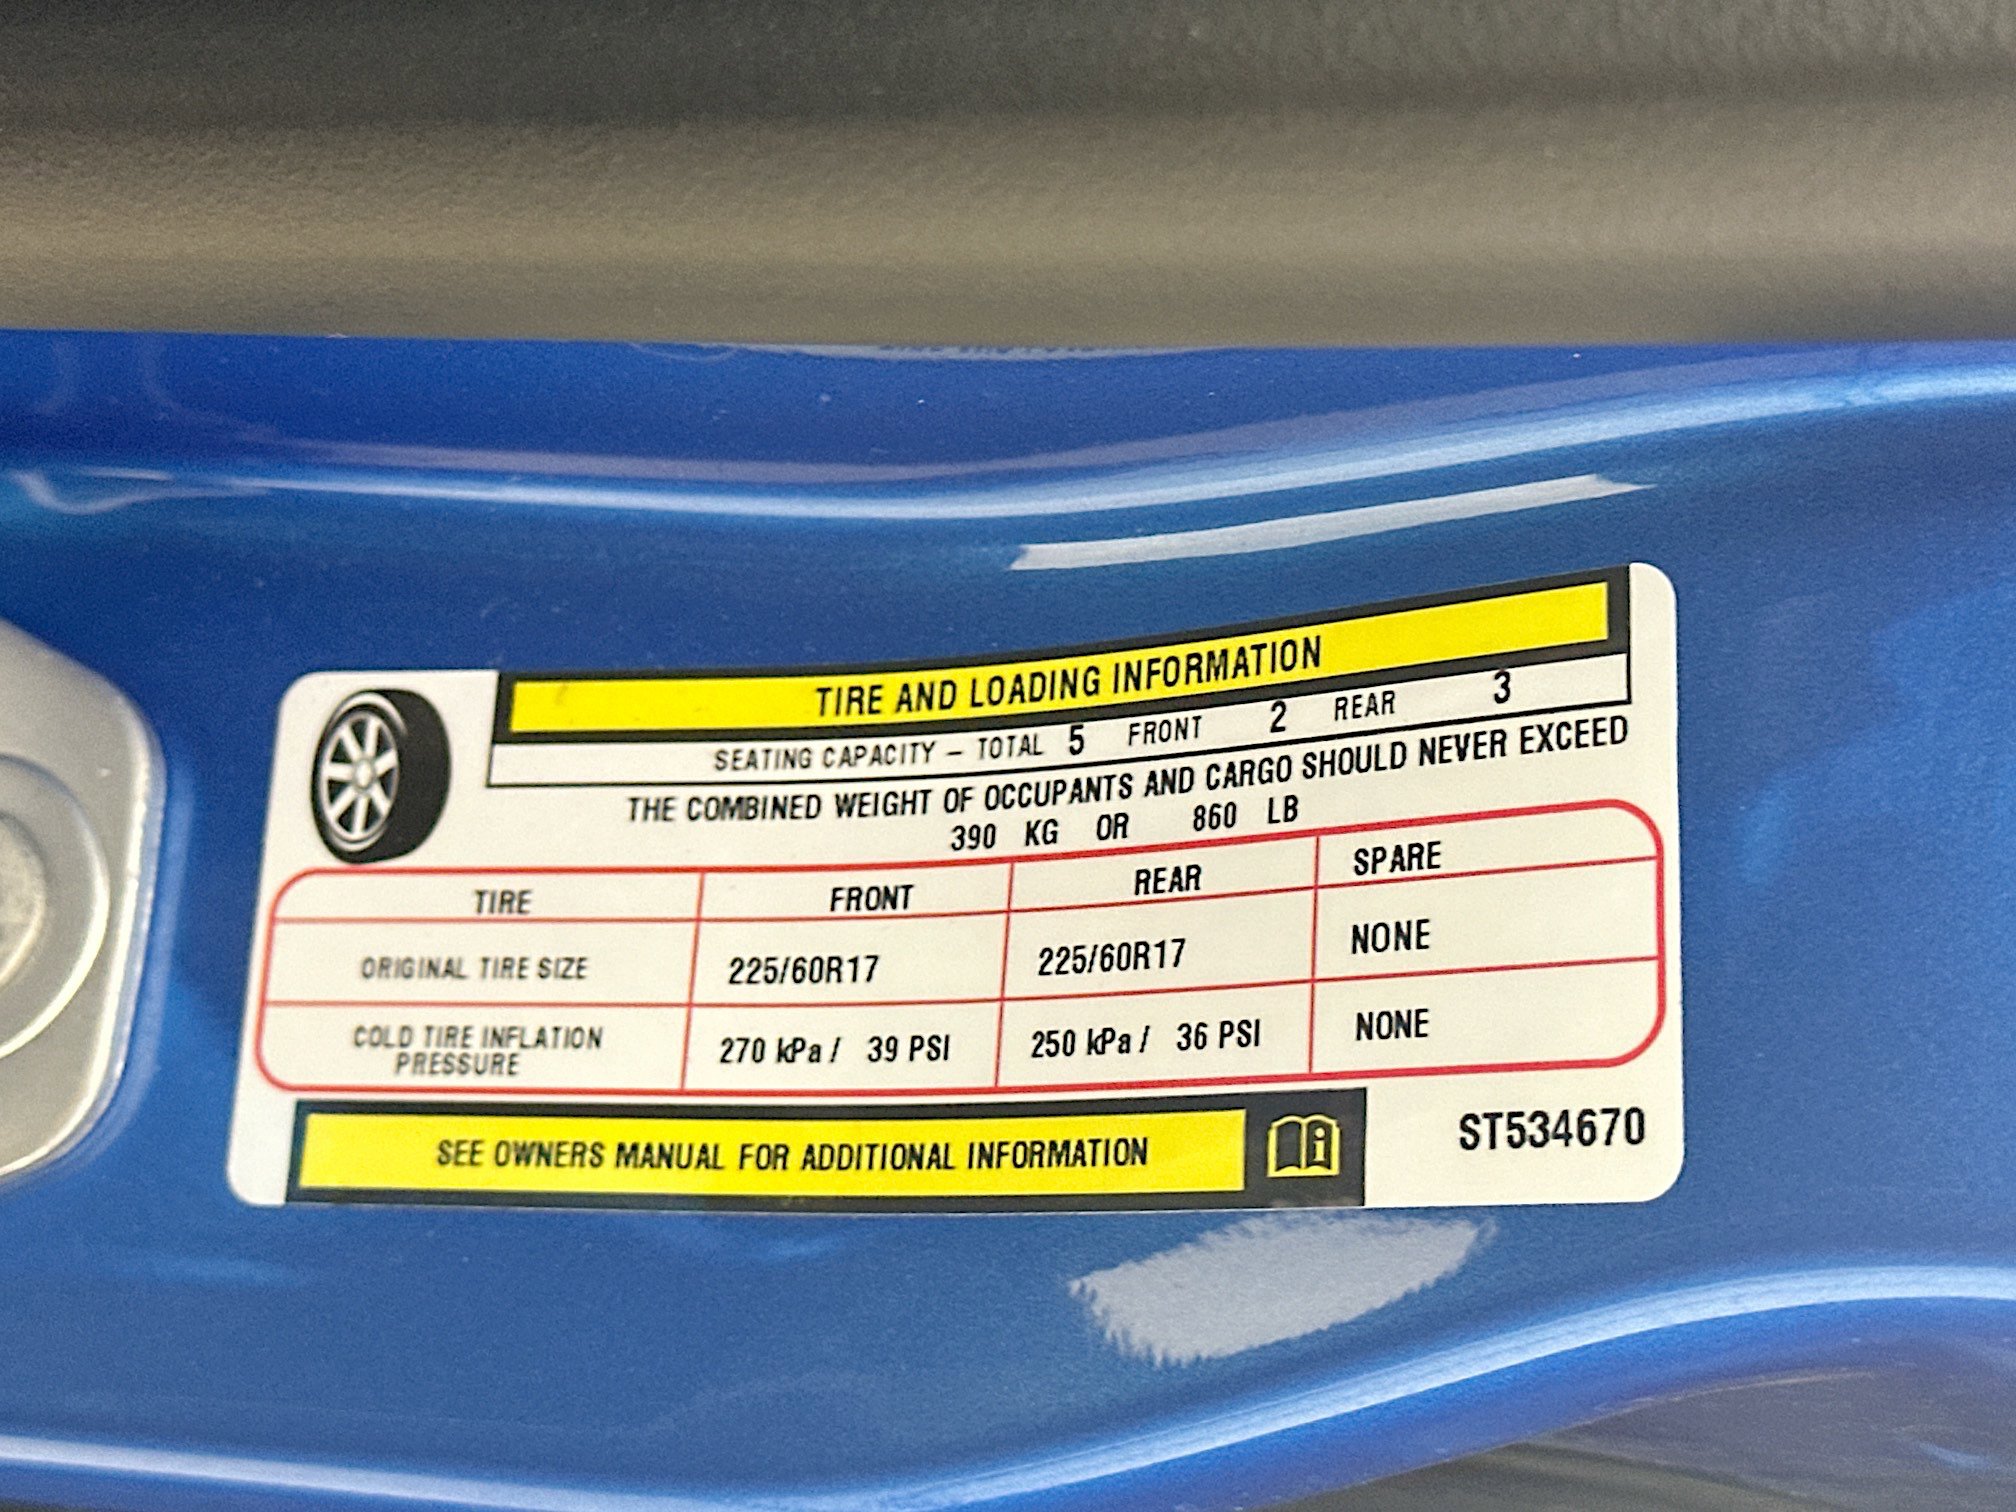 TIRE AND LOADING INFORMATION
SEATING CAPACITY – TOTAL 5 FRONT 2 REAR 3
THE COMBINED WEIGHT OF OCCUPANTS AND CARGO SHOULD NEVER EXCEED
390 KG OR 860 LB
TIRE FRONT REAR SPARE
ORIGINAL TIRE SIZE 225/60R17 225/60R17 NONE
COLD TIRE INFLATION
PRESSURE 270 kPa / 39 PSI 250 kPa / 36 PSI NONE
SEE OWNERS MANUAL FOR ADDITIONAL INFORMATION
ST534670